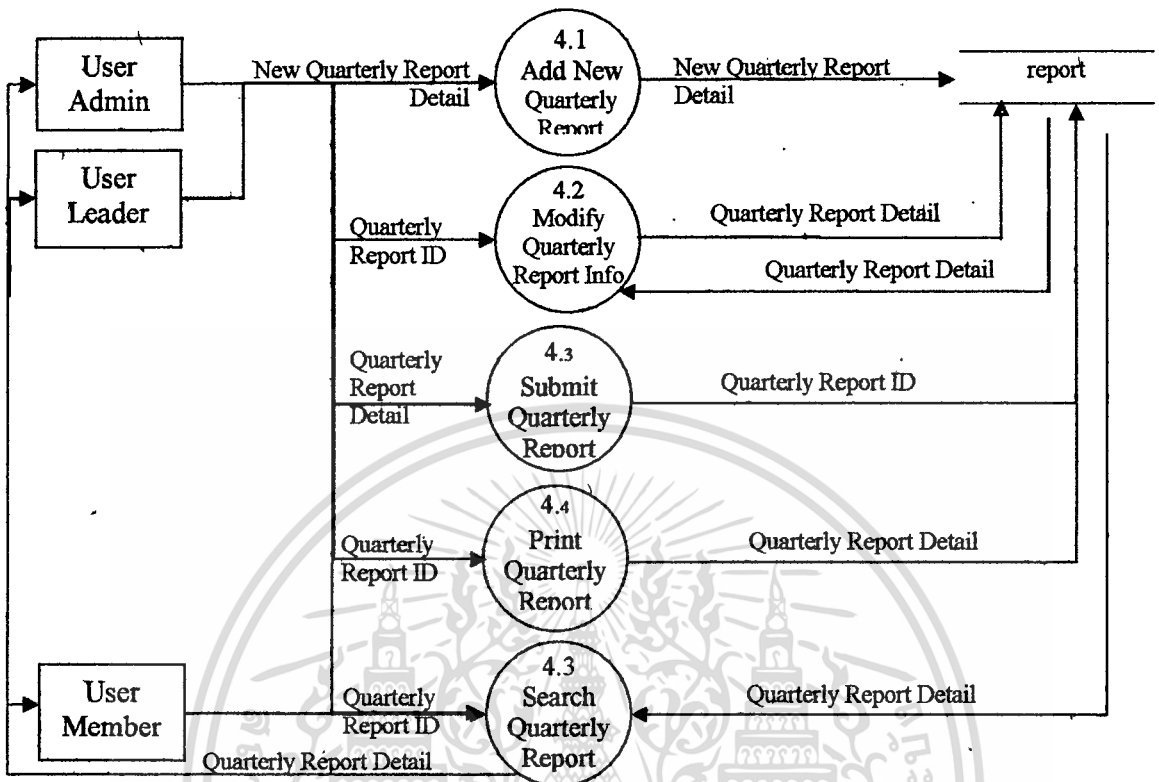 User
Admin
User
Leader
New Quarterly Report
Detail
4.1
Add New
Quarterly
Report
New Quarterly Report
Detail
report
Quarterly
Report ID
4.2
Modify
Quarterly
Report Info
Quarterly Report Detail
Quarterly Report Detail
Quarterly
Report
Detail
4.3
Submit
Quarterly
Report
Quarterly Report ID
Quarterly
Report ID
4.4
Print
Quarterly
Report
Quarterly Report Detail
User
Member
Quarterly
Report ID
4.3
Search
Quarterly
Report
Quarterly Report Detail
Quarterly Report Detail